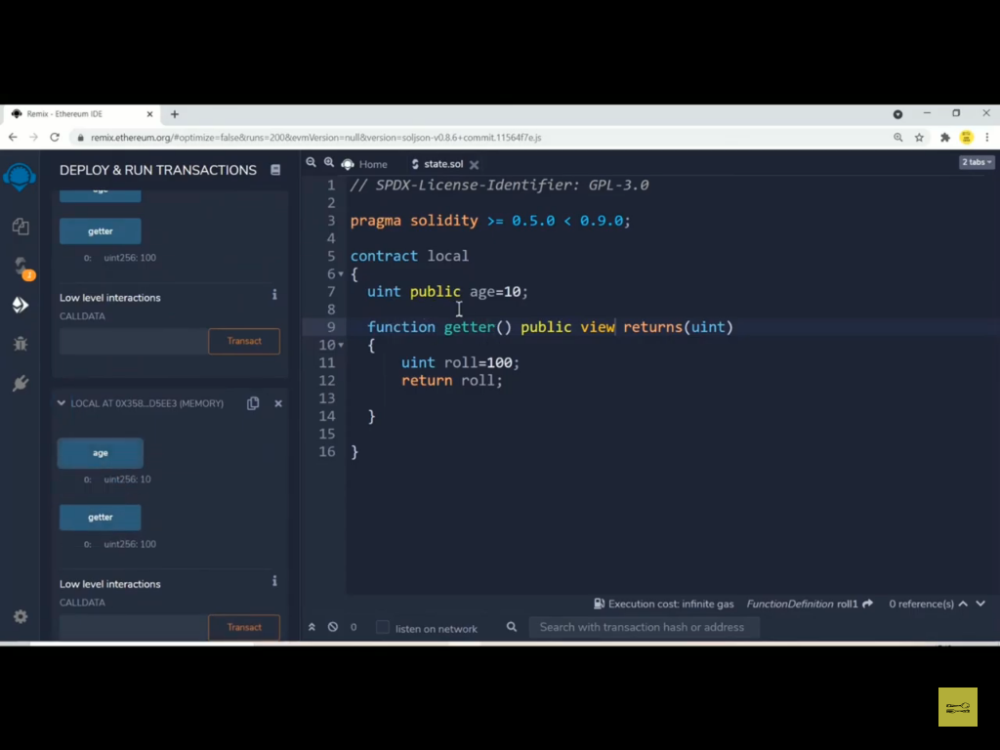 Remix - Ethereum IDE
remix.ethereum.org/#optimize=false&runs=200&evmVersion=null&version=soljson-v0.8.6+commit.11564f7e.js
DEPLOY & RUN TRANSACTIONS
Home
state.sol
2 tabs
age
getter
0: uint256: 100
Low level interactions
CALLDATA
Transact
LOCAL AT 0X358...D5EE3 (MEMORY)
age
0: uint256: 10
getter
0: uint256: 100
Low level interactions
CALLDATA
Transact
1 // SPDX-License-Identifier: GPL-3.0
2
3 pragma solidity >= 0.5.0 < 0.9.0;
4
5 contract local
6 {
7 uint public age=10;
8
9 function getter() public view returns(uint)
10 {
11 uint roll=100;
12 return roll;
13
14 }
15
16 }
Execution cost: infinite gas FunctionDefinition roll1 0 reference(s)
0 listen on network Search with transaction hash or address